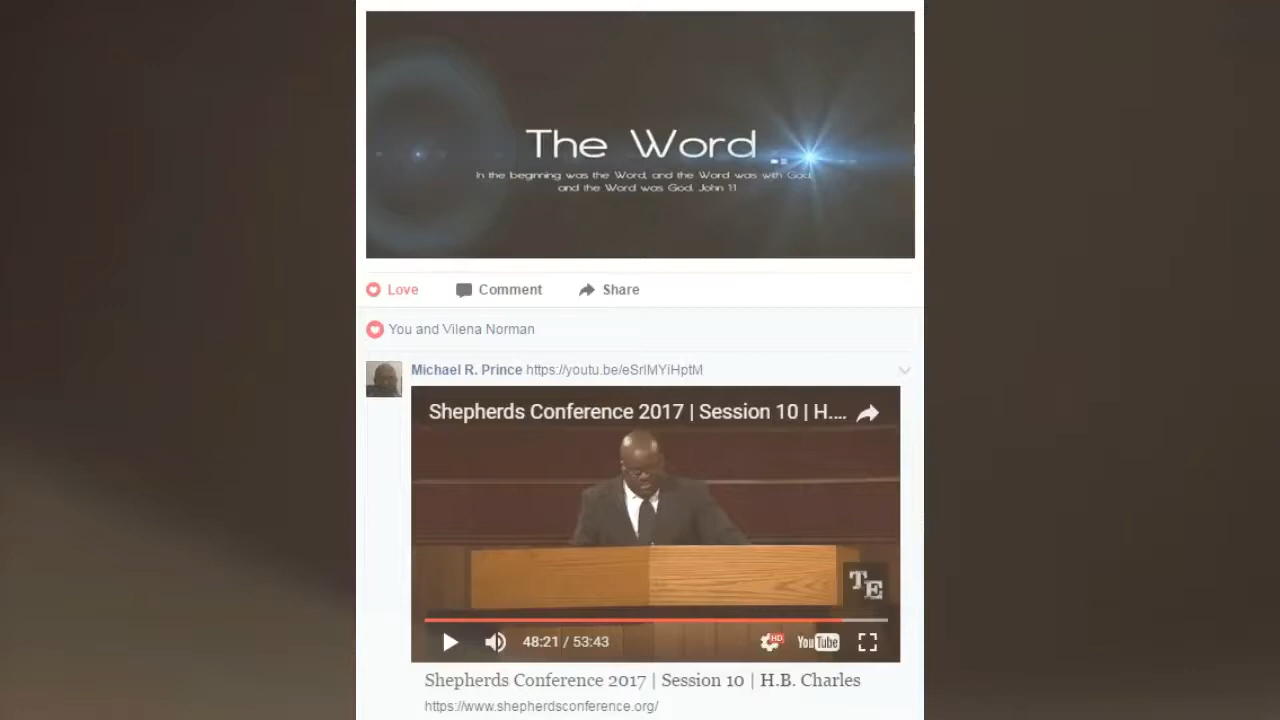 The Word
In the beginning was the Word, and the Word was with God,
and the Word was God. John 1:1
Love Comment Share
You and Vilena Norman
Michael R. Prince https://youtu.be/eSrlMYiHptM
Shepherds Conference 2017 | Session 10 | H....
TE
48:21 / 53:43 HD YouTube
Shepherds Conference 2017 | Session 10 | H.B. Charles
https://www.shepherdsconference.org/